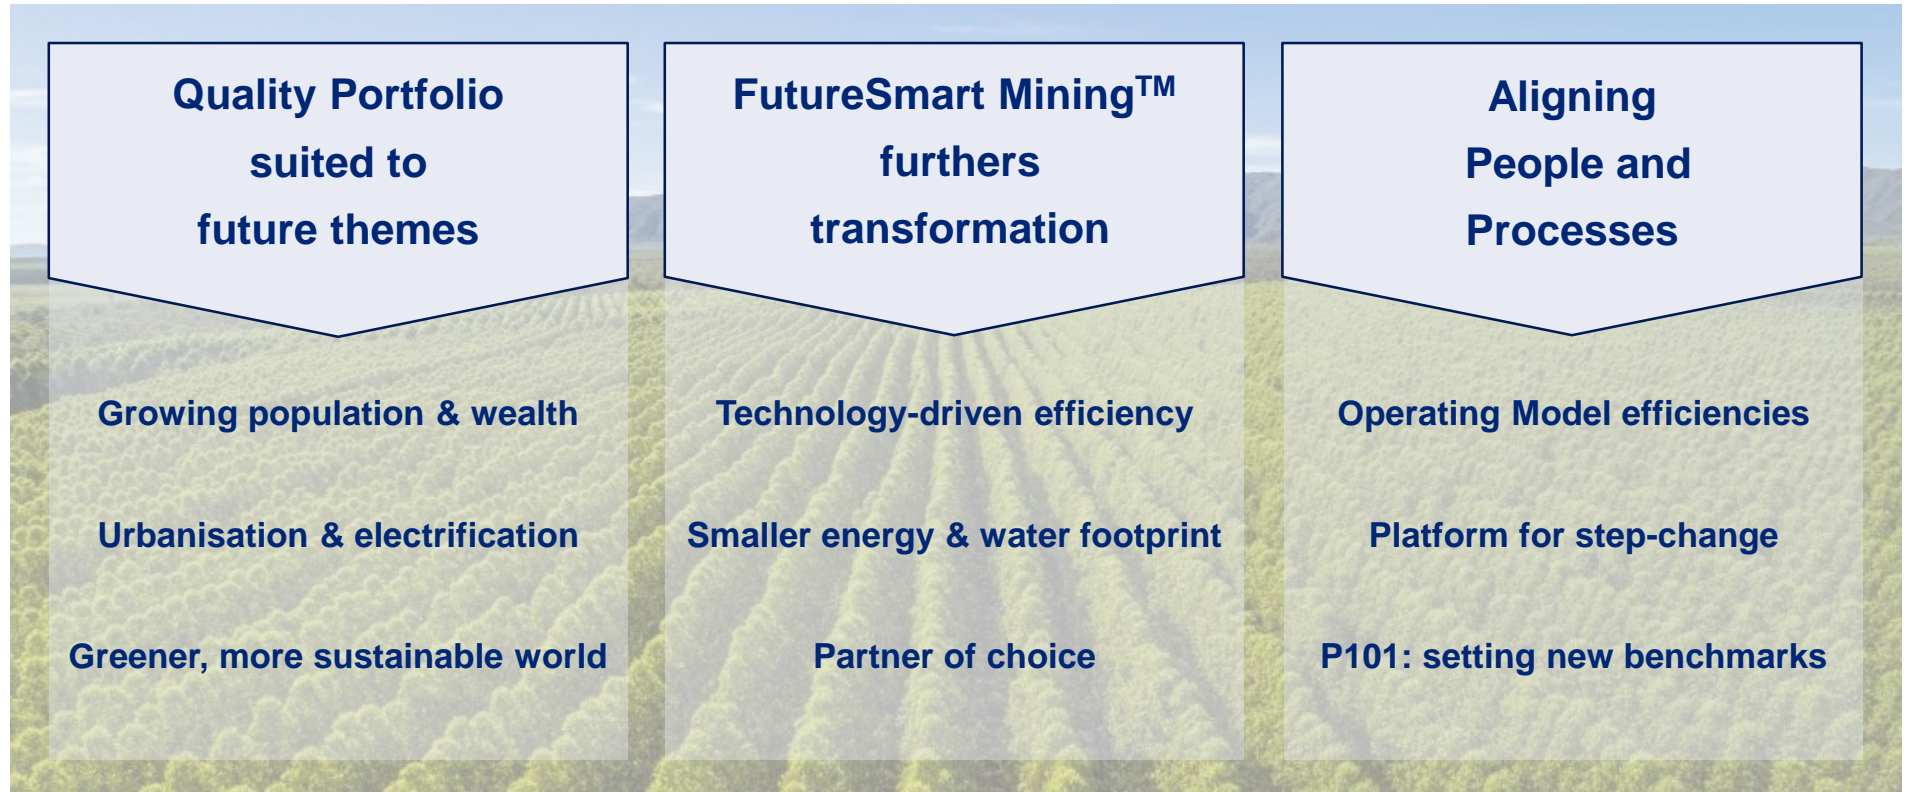 Quality Portfolio
suited to
future themes
Growing population & wealth
Urbanisation & electrification
Greener, more sustainable world
FutureSmart Mining™
furthers
transformation
Technology-driven efficiency
Smaller energy & water footprint
Partner of choice
Aligning
People and
Processes
Operating Model efficiencies
Platform for step-change
P101: setting new benchmarks